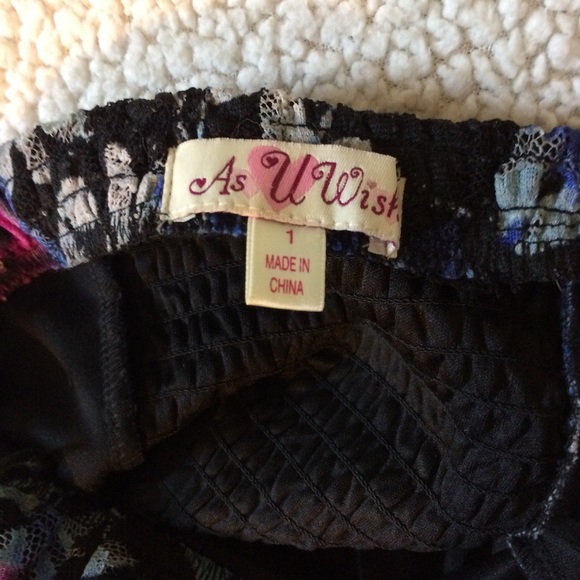 As U Wish
1
MADE IN
CHINA